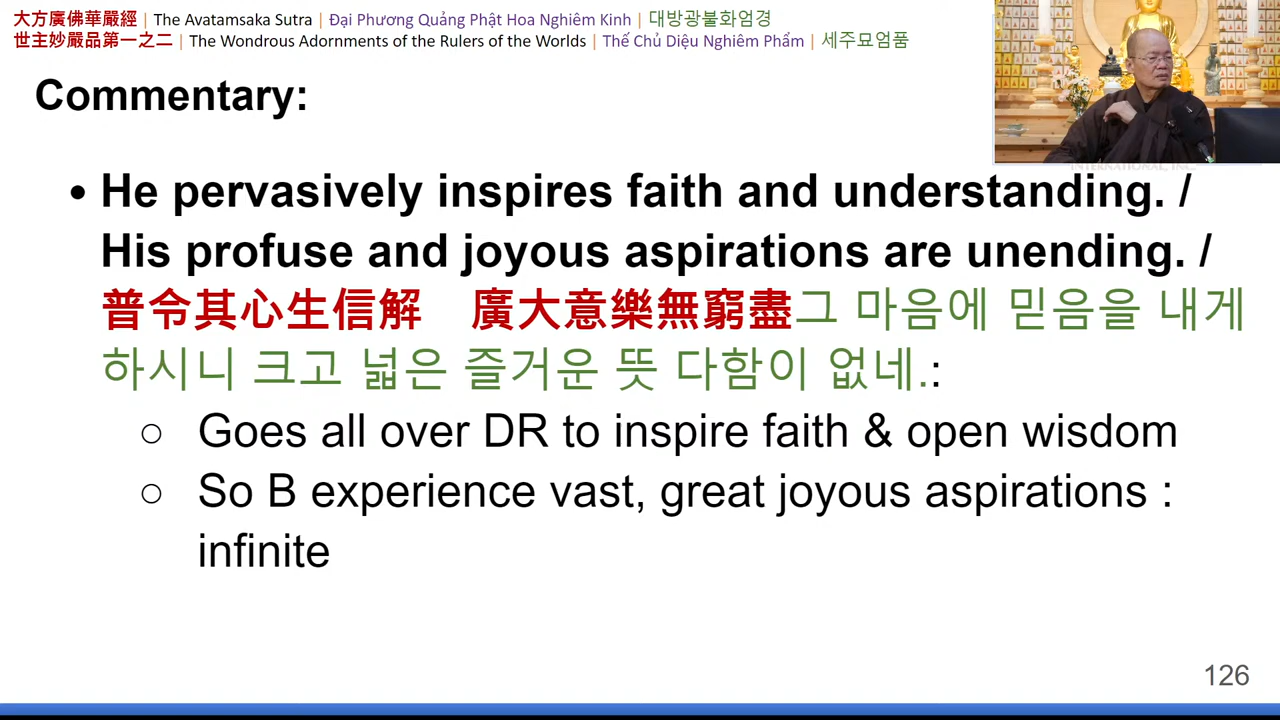 大方廣佛華嚴經 | The Avatamsaka Sutra | Đại Phương Quảng Phật Hoa Nghiêm Kinh | 대방광불화엄경
世主妙嚴品第一之二 | The Wondrous Adornments of the Rulers of the Worlds | Thế Chủ Diệu Nghiêm Phẩm | 세주묘엄품
Commentary:
• He pervasively inspires faith and understanding. /
His profuse and joyous aspirations are unending. /
普令其心生信解　廣大意樂無窮盡그 마음에 믿음을 내게
하시니 크고 넓은 즐거운 뜻 다함이 없네.:
○ Goes all over DR to inspire faith & open wisdom
○ So B experience vast, great joyous aspirations :
infinite
INTERNATIONAL, INC.
126